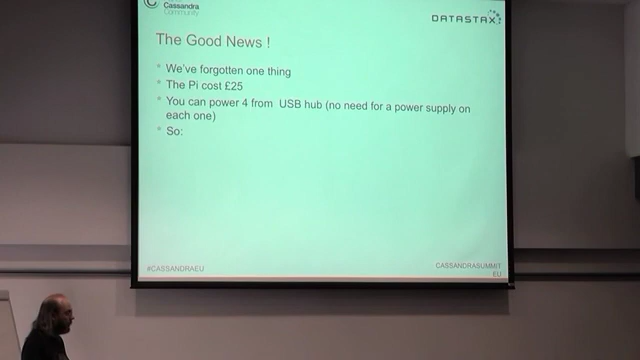 Cassandra
Community
DATASTAX
The Good News !
* We've forgotten one thing
* The Pi cost £25
* You can power 4 from USB hub (no need for a power supply on
each one)
* So:
#CASSANDRAEU
CASSANDRASUMMIT
EU